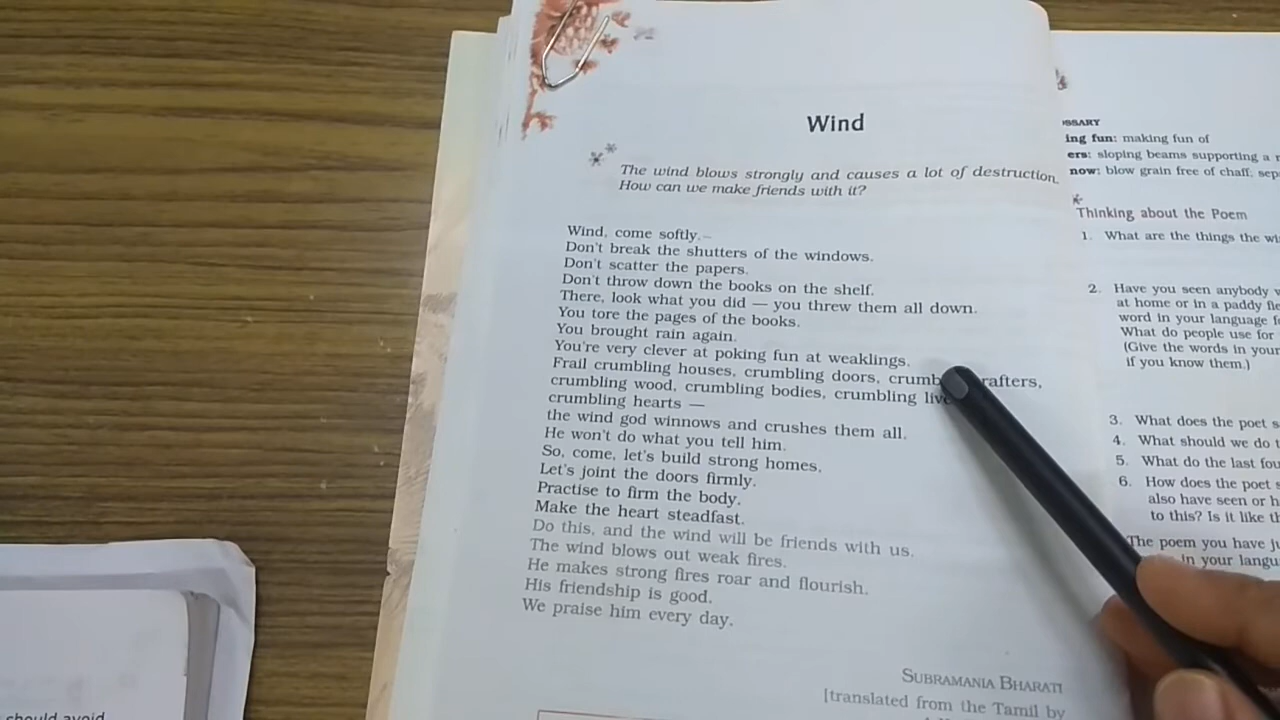 Wind
The wind blows strongly and causes a lot of destruction.
How can we make friends with it?
Wind, come softly.
Don't break the shutters of the windows.
Don't scatter the papers.
Don't throw down the books on the shelf.
There, look what you did — you threw them all down.
You tore the pages of the books.
You brought rain again.
You're very clever at poking fun at weaklings.
Frail crumbling houses, crumbling doors, crumb rafters,
crumbling wood, crumbling bodies, crumbling
crumbling hearts —
the wind god winnows and crushes them all.
He won't do what you tell him.
So, come, let's build strong homes,
Let's joint the doors firmly.
Practise to firm the body.
Make the heart steadfast.
Do this, and the wind will be friends with us.
The wind blows out weak fires.
He makes strong fires roar and flourish.
His friendship is good.
We praise him every day.
SUBRAMANIA BHARATI
[translated from the Tamil by
SSARY
ing fun: making fun of
ers: sloping beams supporting a
now: blow grain free of chaff; sep
Thinking about the Poem
1. What are the things the wi
2. Have you seen anybody
at home or in a paddy fie
word in your language
What do people use for
(Give the words in your
if you know them.)
3. What does the poet s
4. What should we do t
5. What do the last fou
6. How does the poet s
also have seen or h
to this? Is it like th
The poem you have ju
in your langu
should avoid